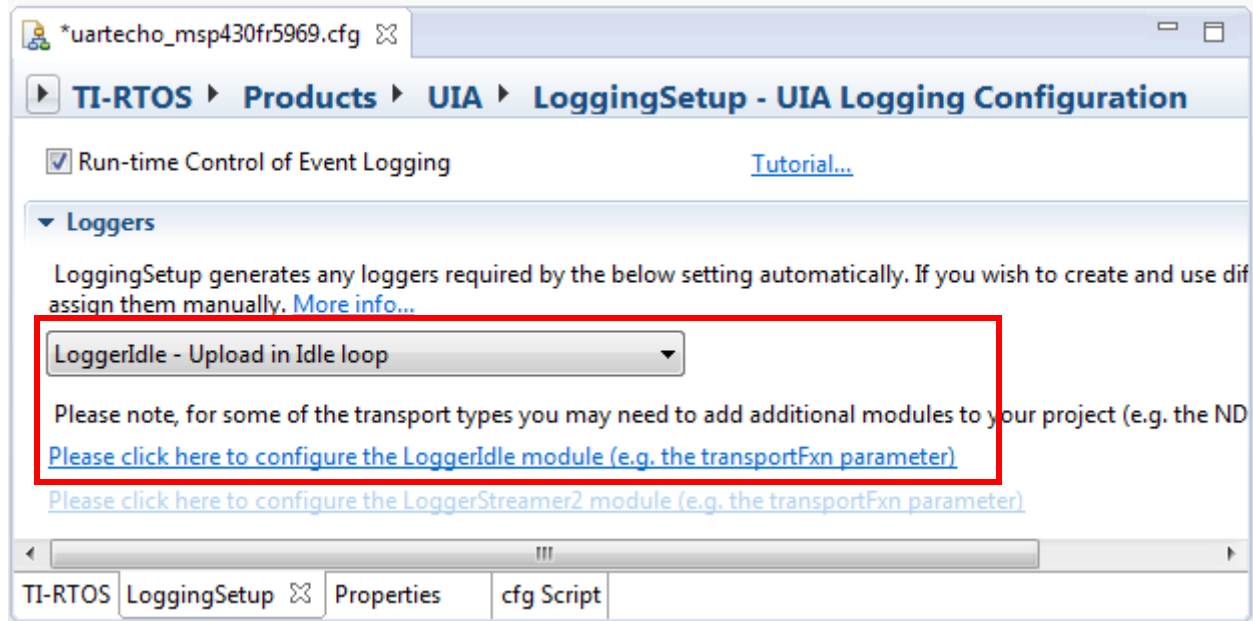 *uartecho_msp430fr5969.cfg
TI-RTOS Products UIA LoggingSetup - UIA Logging Configuration
Run-time Control of Event Logging Tutorial...
Loggers
LoggingSetup generates any loggers required by the below setting automatically. If you wish to create and use dif
assign them manually. More info...
LoggerIdle - Upload in Idle loop
Please note, for some of the transport types you may need to add additional modules to your project (e.g. the ND
Please click here to configure the LoggerIdle module (e.g. the transportFxn parameter)
Please click here to configure the LoggerStreamer2 module (e.g. the transportFxn parameter)
TI-RTOS LoggingSetup Properties cfg Script